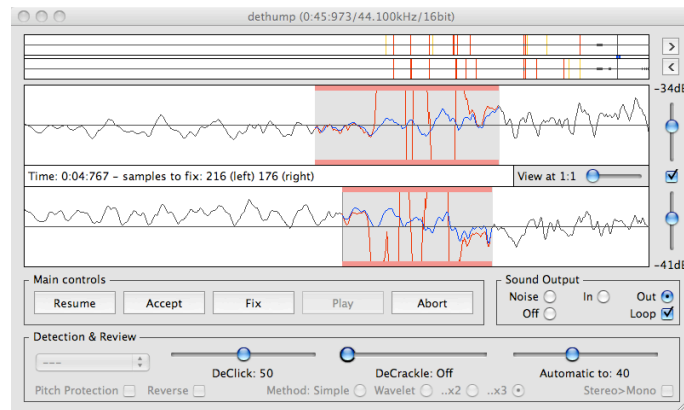 dethump (0:45:973/44.100kHz/16bit)
>
<
-34dB
Time: 0:04:767 - samples to fix: 216 (left) 176 (right) View at 1:1
-41dB
Main controls Sound Output
Resume Accept Fix Play Abort Noise In Out
Off Loop
Detection & Review
---
DeClick: 50 DeCrackle: Off Automatic to: 40
Pitch Protection Reverse Method: Simple Wavelet ..x2 ..x3 Stereo>Mono